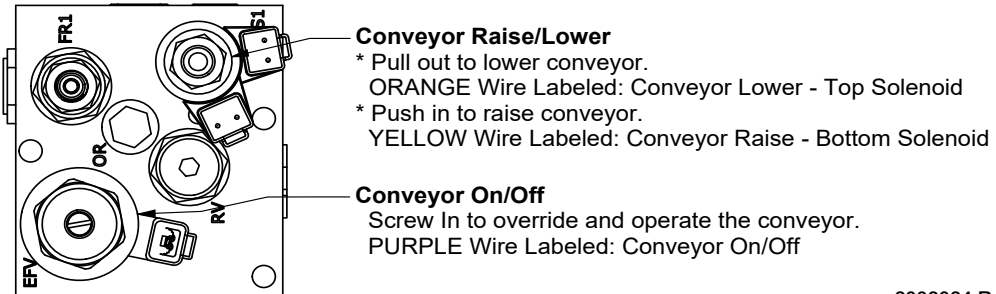 FR1
S1
OR
RV
EFV
Conveyor Raise/Lower
* Pull out to lower conveyor.
ORANGE Wire Labeled: Conveyor Lower - Top Solenoid
* Push in to raise conveyor.
YELLOW Wire Labeled: Conveyor Raise - Bottom Solenoid
Conveyor On/Off
Screw In to override and operate the conveyor.
PURPLE Wire Labeled: Conveyor On/Off